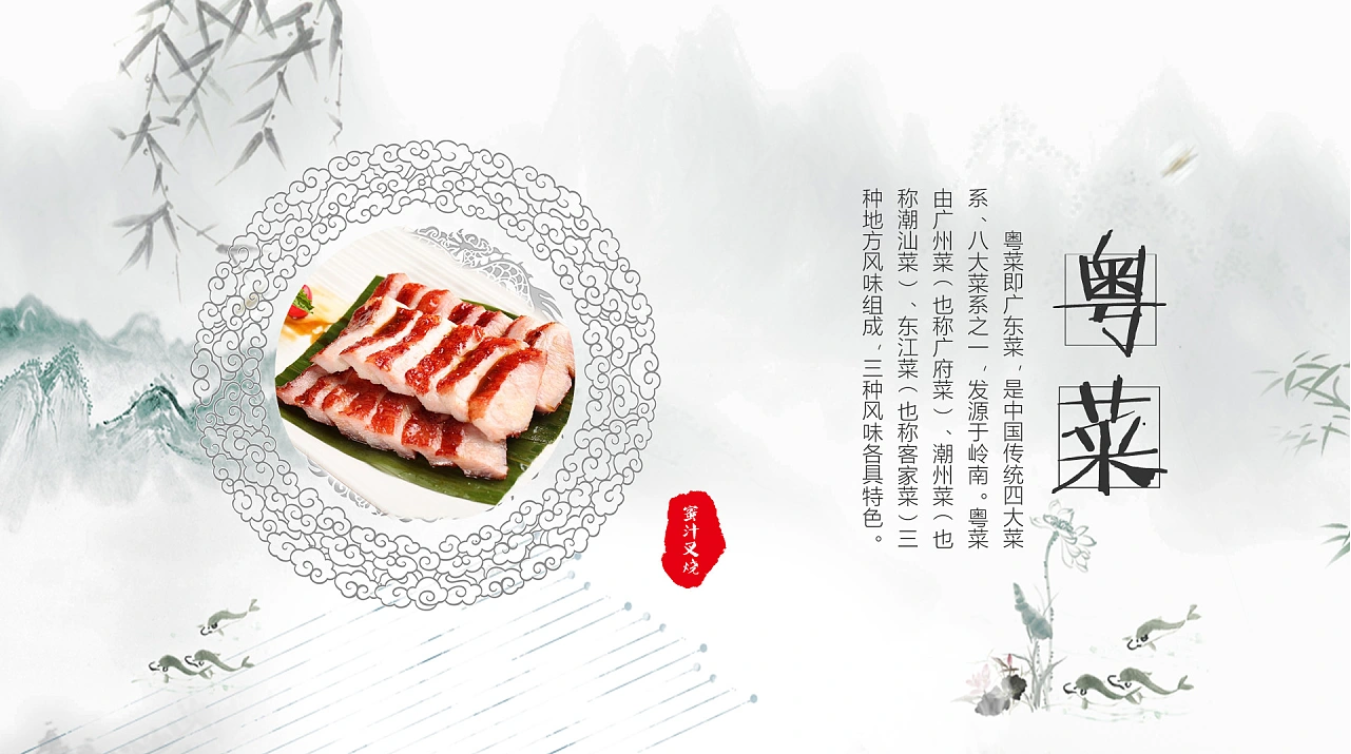 粤菜
粤菜即广东菜，是中国传统四大菜
系、八大菜系之一，发源于岭南。粤菜
由广州菜（也称广府菜）、潮州菜（也
称潮汕菜）、东江菜（也称客家菜）三
种地方风味组成，三种风味各具特色。
蜜汁叉烧